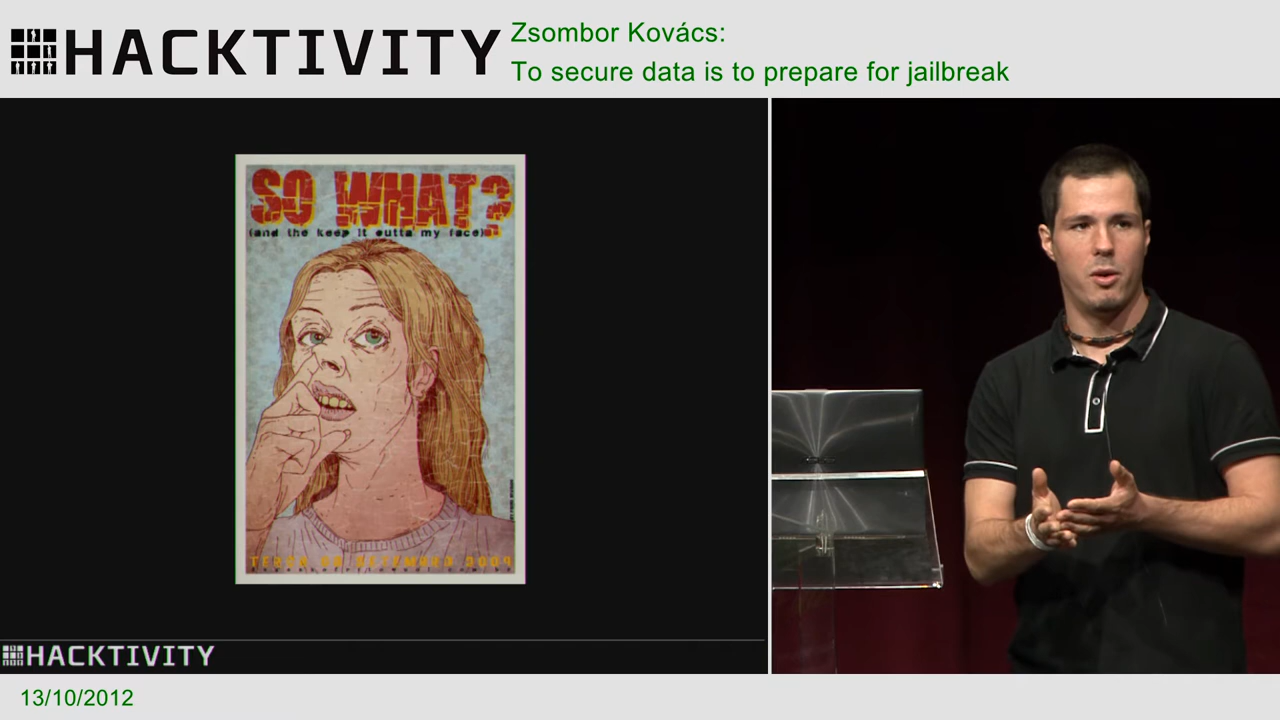 HACKTIVITY
Zsombor Kovács:
To secure data is to prepare for jailbreak
SO WHAT?
(and the keep it outta my face)
HACKTIVITY
13/10/2012